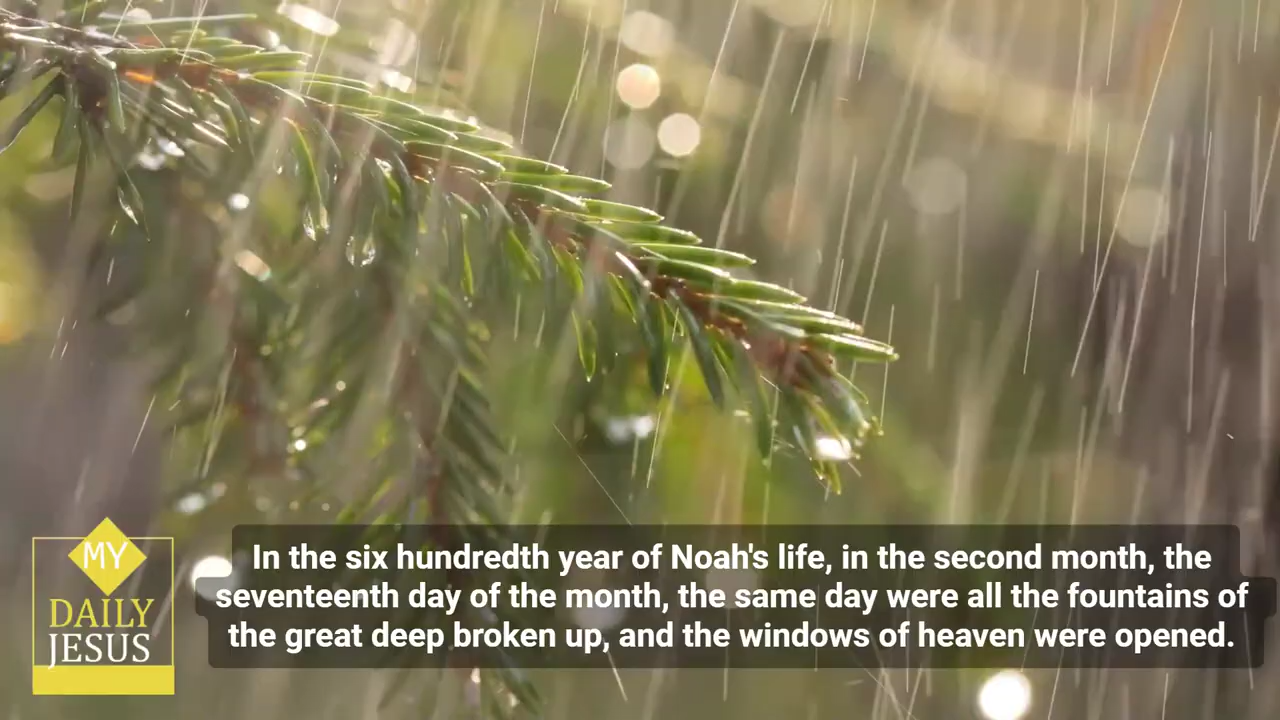 In the six hundredth year of Noah's life, in the second month, the
seventeenth day of the month, the same day were all the fountains of
the great deep broken up, and the windows of heaven were opened.
MY
DAILY
JESUS